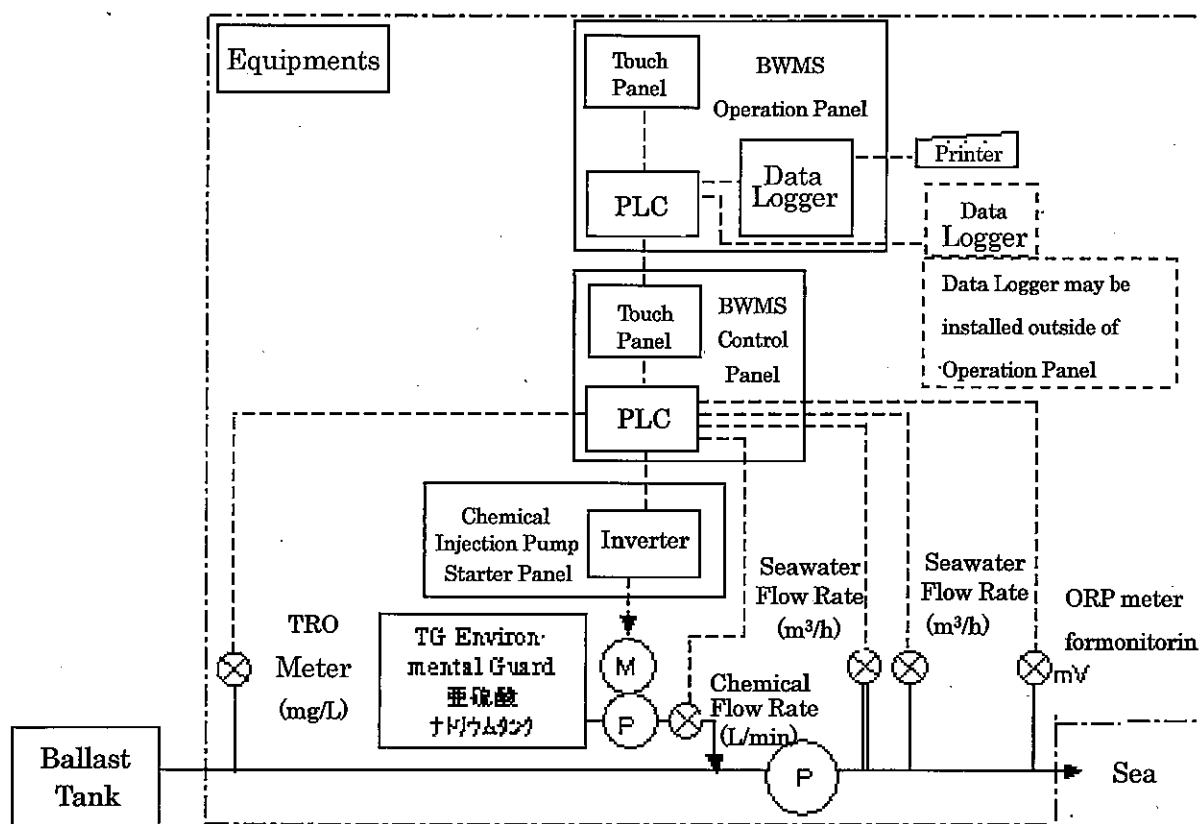 Equipments
Touch
Panel
BWMS
Operation Panel
PLC
Data
Logger
Printer
Data
Logger
Data Logger may be
installed outside of
Operation Panel
Touch
Panel
BWMS
Control
Panel
PLC
Chemical
Injection Pump
Starter Panel
Inverter
TRO
Meter
(mg/L)
TG Environ-
mental Guard
亜硫酸
ナトリウムタンク
M
P
Chemical
Flow Rate
(L/min)
Seawater
Flow Rate
(m³/h)
Seawater
Flow Rate
(m³/h)
ORP meter
formonitorin
mV
Ballast
Tank
P
Sea